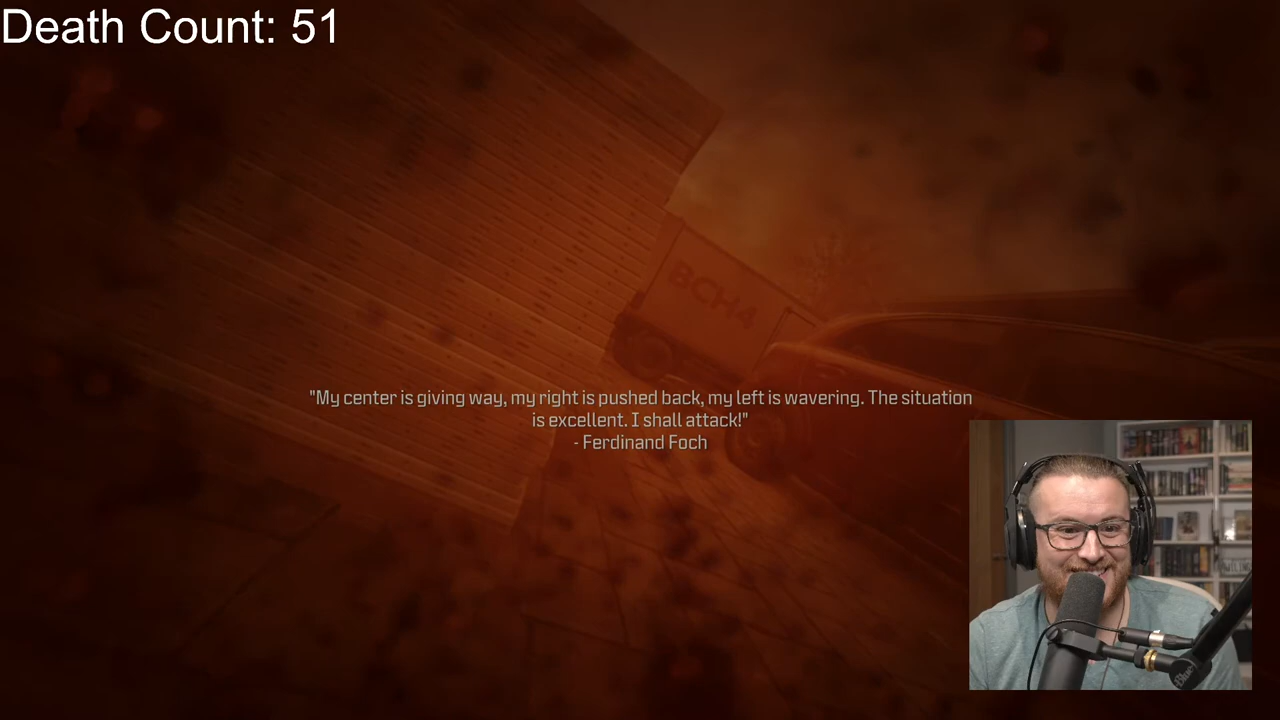 Death Count: 51
BCH4
"My center is giving way, my right is pushed back, my left is wavering. The situation
is excellent. I shall attack!"
- Ferdinand Foch